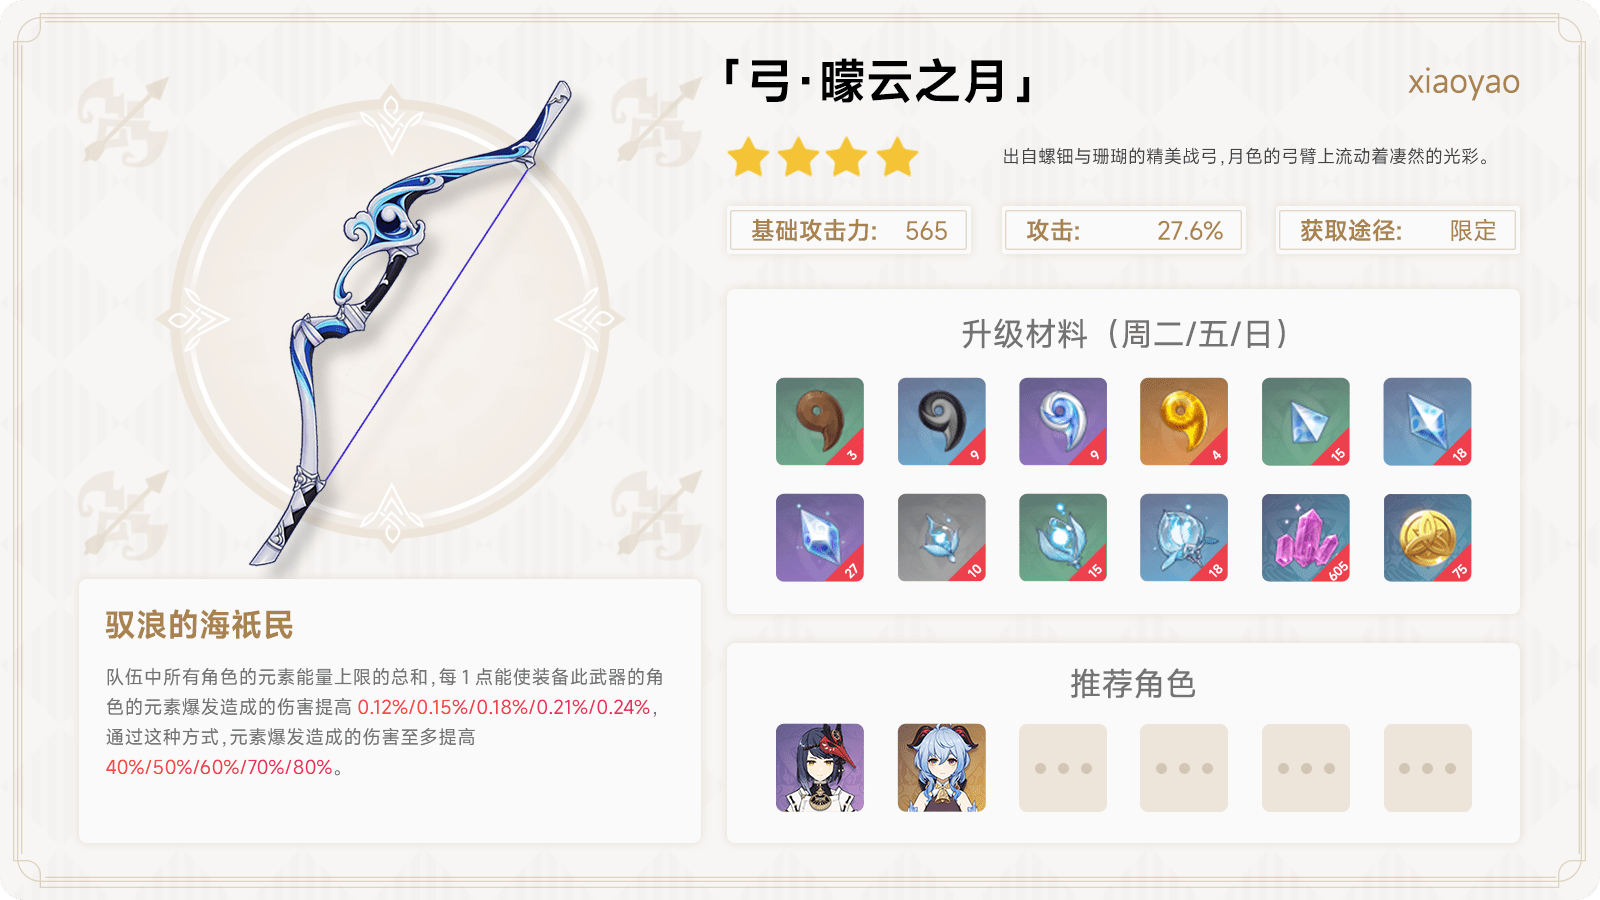 「弓·曚云之月」
xiaoyao
出自螺钿与珊瑚的精美战弓,月色的弓臂上流动着凄然的光彩。
基础攻击力: 565
攻击: 27.6%
获取途径: 限定
升级材料（周二/五/日）
3 9 9 4 15 18
27 10 15 18 605 75
驭浪的海祇民
队伍中所有角色的元素能量上限的总和,每1点能使装备此武器的角
色的元素爆发造成的伤害提高 0.12%/0.15%/0.18%/0.21%/0.24%,
通过这种方式,元素爆发造成的伤害至多提高
40%/50%/60%/70%/80%。
推荐角色